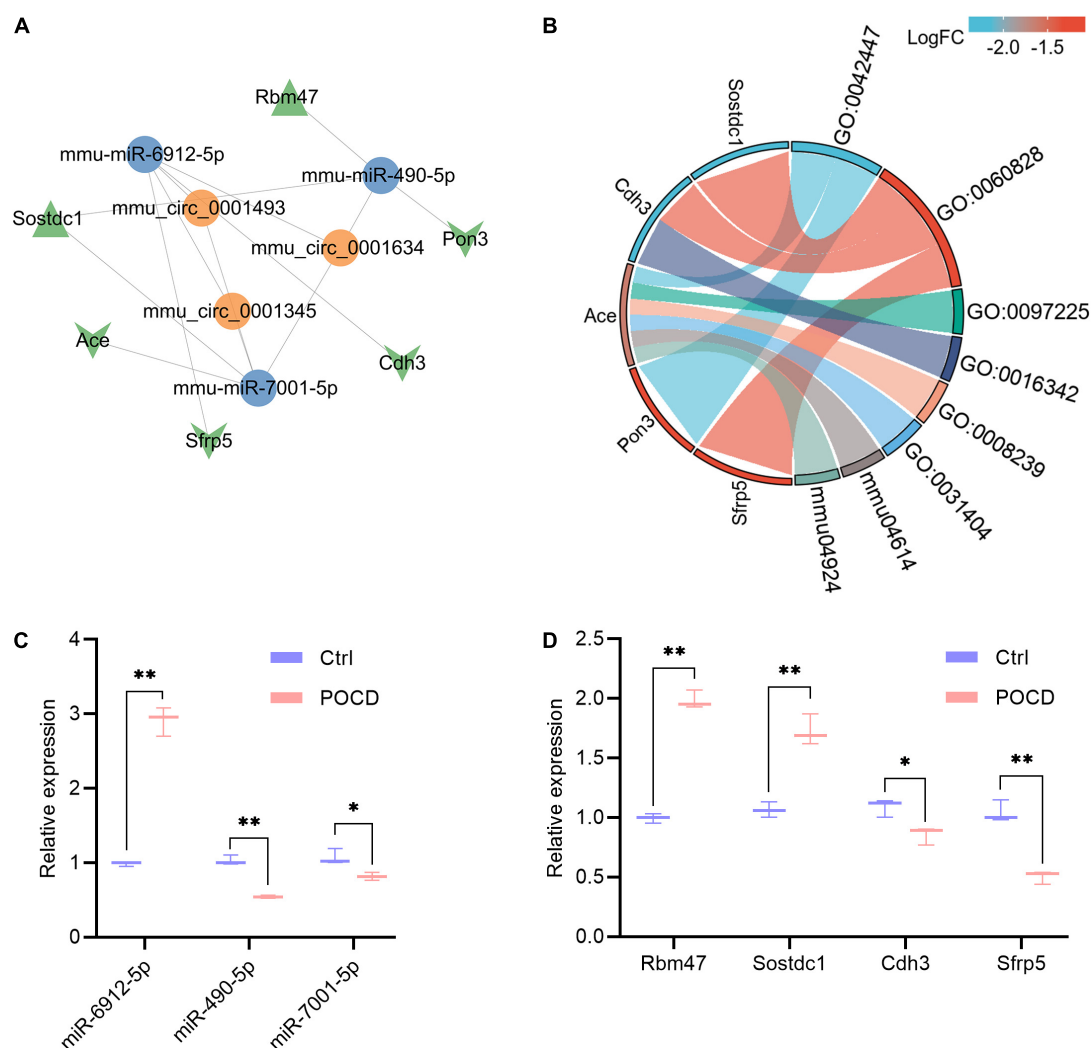 A
Rbm47
mmu-miR-6912-5p
mmu-miR-490-5p
mmu_circ_0001493
Sostdc1
Pon3
mmu_circ_0001634
mmu_circ_0001345
Ace
Cdh3
mmu-miR-7001-5p
Sfrp5
B
LogFC
-2.0 -1.5
Sostdc1
GO:0042447
GO:0060828
Cdh3
Ace
GO:0097225
GO:0016342
GO:0008239
Pon3
GO:0031404
Sfrp5
mmu04614
mmu04924
C
Relative expression
4
3
2
1
0
Ctrl
POCD
**
**
*
miR-6912-5p
miR-490-5p
miR-7001-5p
D
Relative expression
2.5
2.0
1.5
1.0
0.5
0.0
Ctrl
POCD
**
**
*
**
Rbm47 Sostdc1 Cdh3 Sfrp5